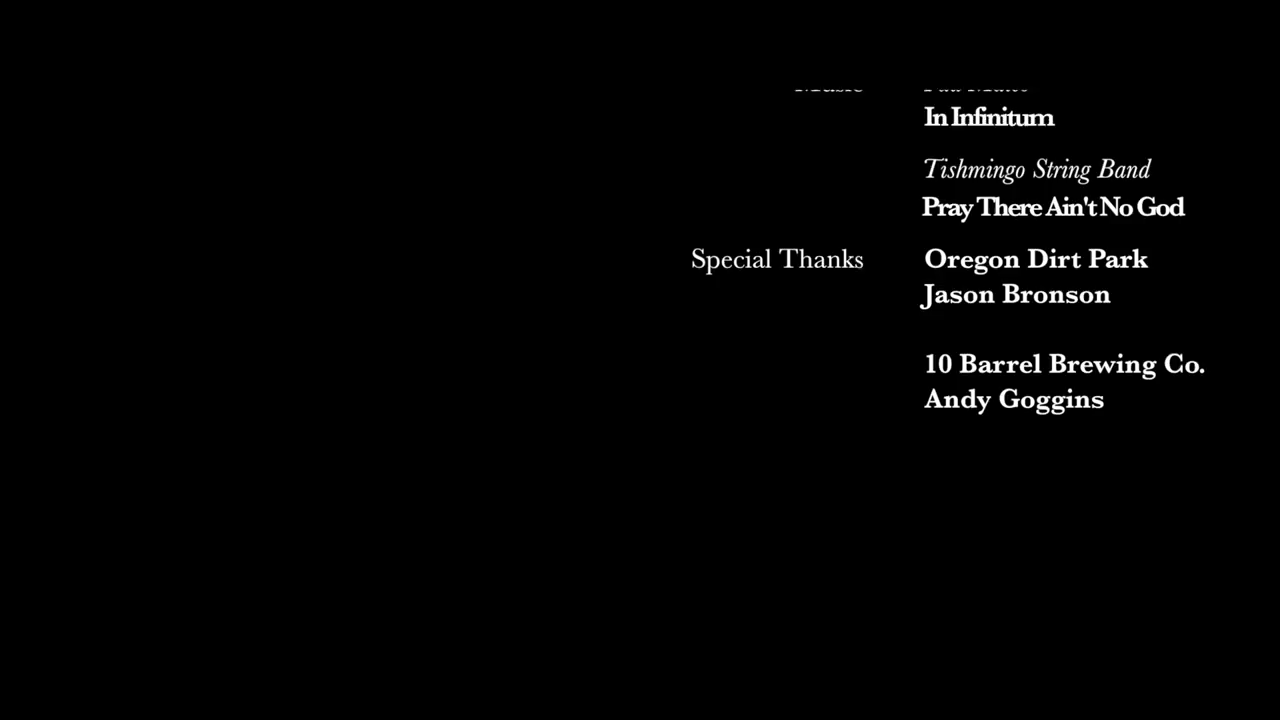 In Infinitum
Tishmingo String Band
Pray There Ain't No God
Special Thanks Oregon Dirt Park
Jason Bronson
10 Barrel Brewing Co.
Andy Goggins